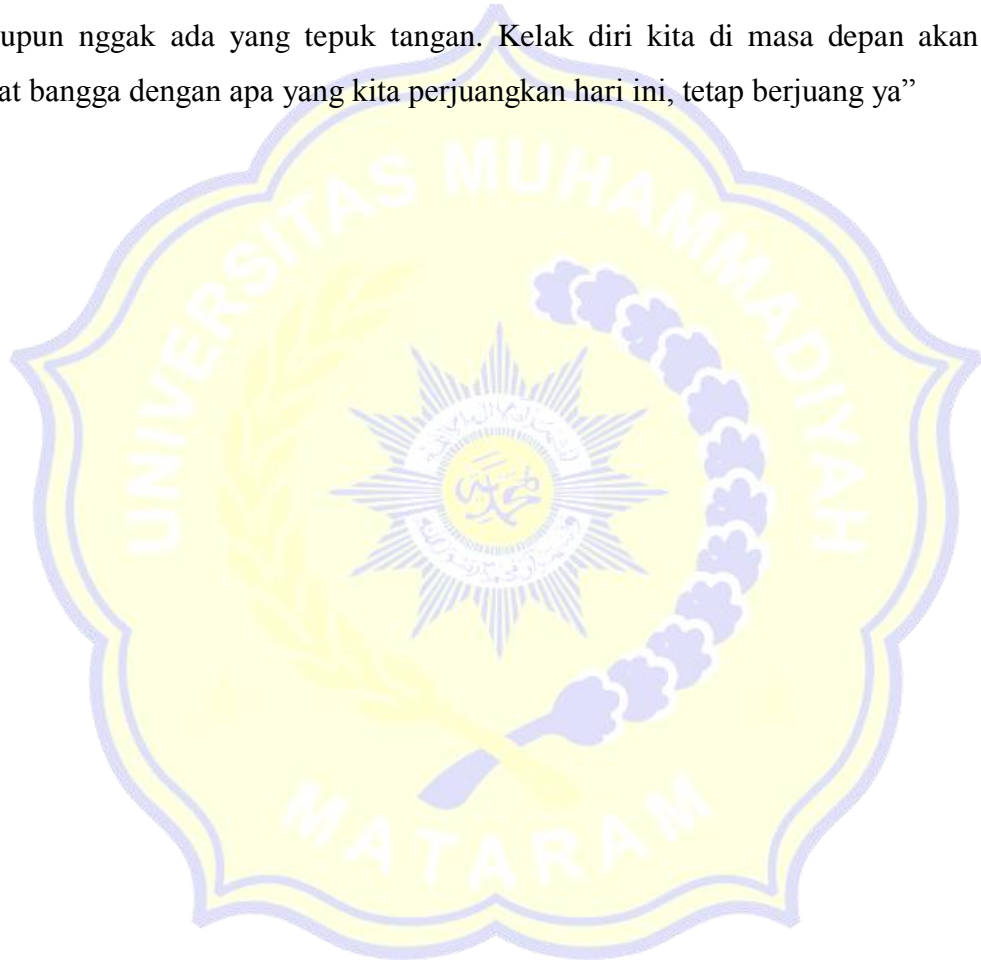 upun nggak ada yang tepuk tangan. Kelak diri kita di masa depan akan
at bangga dengan apa yang kita perjuangkan hari ini, tetap berjuang ya”
UNIVERSITAS MUHAMMADIYAH
MATARAM